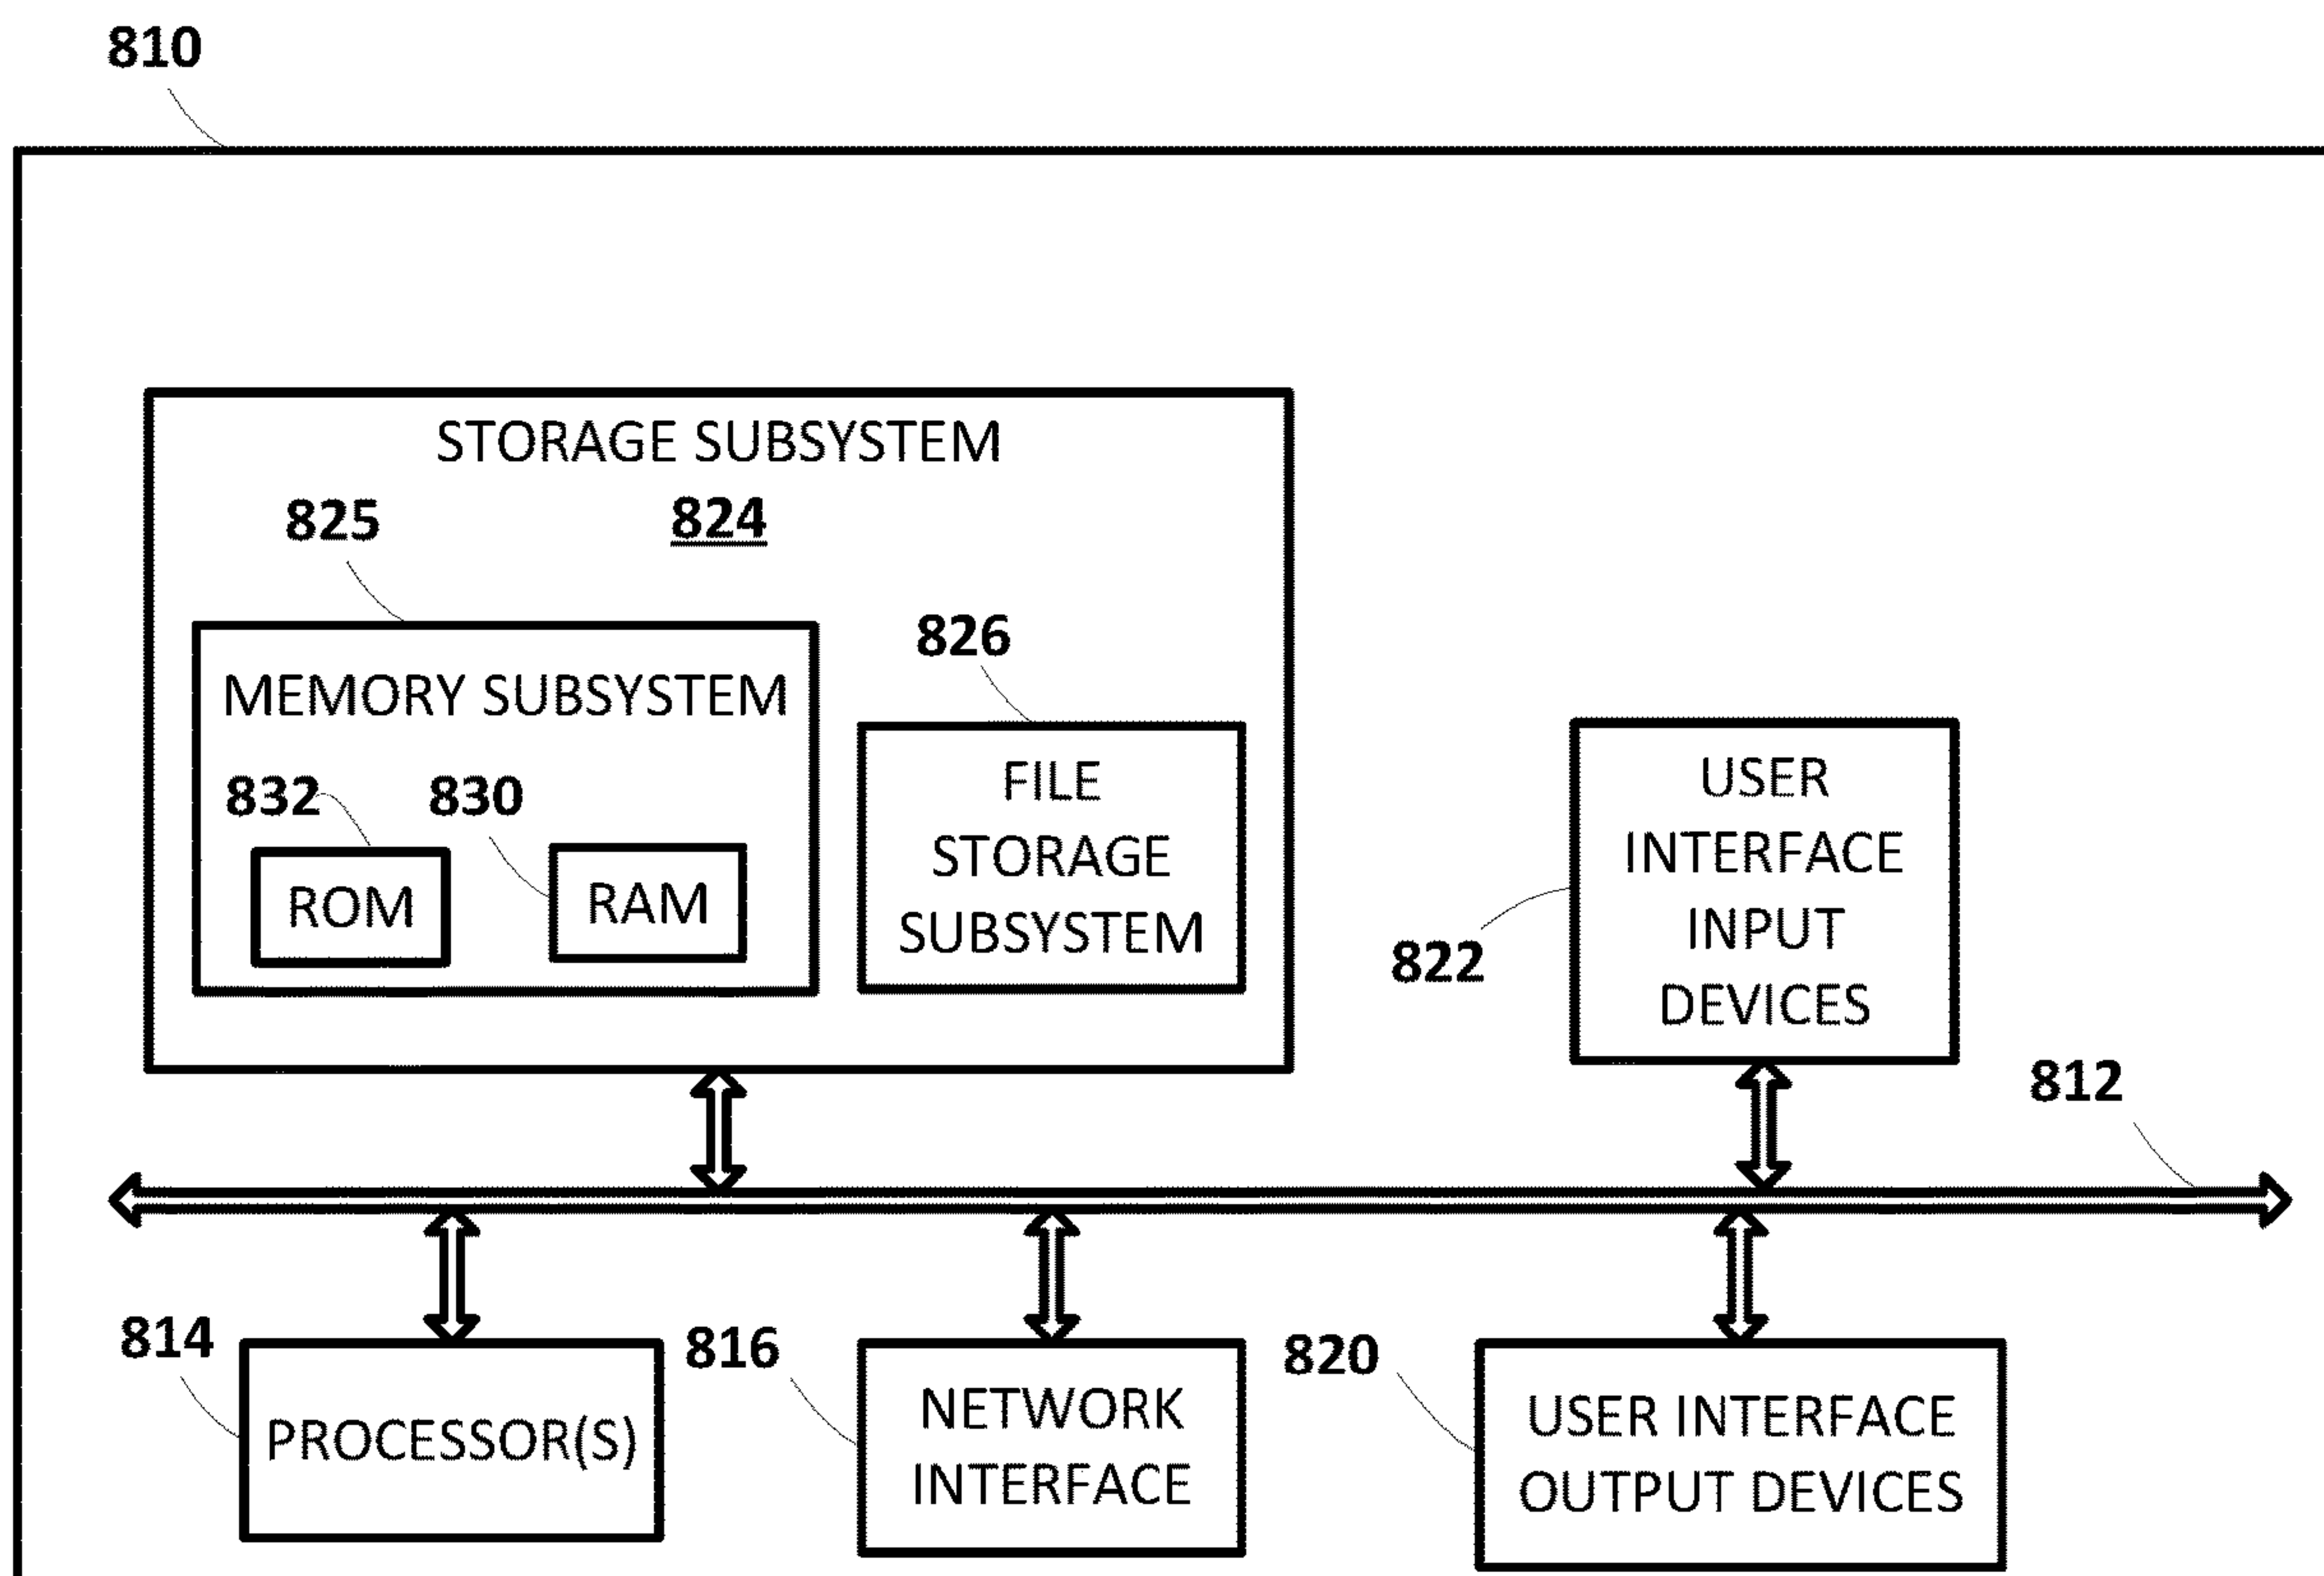 810
STORAGE SUBSYSTEM
824
825
MEMORY SUBSYSTEM
832
830
ROM
RAM
826
FILE
STORAGE
SUBSYSTEM
USER
INTERFACE
INPUT
DEVICES
822
812
814
PROCESSOR(S)
816
NETWORK
INTERFACE
820
USER INTERFACE
OUTPUT DEVICES